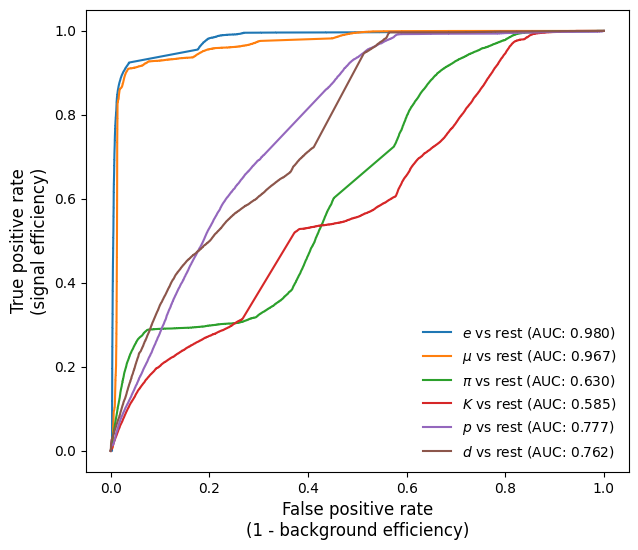 True positive rate
(signal efficiency)
1.0
0.8
0.6
0.4
0.2
0.0
e vs rest (AUC: 0.980)
μ vs rest (AUC: 0.967)
π vs rest (AUC: 0.630)
K vs rest (AUC: 0.585)
p vs rest (AUC: 0.777)
d vs rest (AUC: 0.762)
0.0 0.2 0.4 0.6 0.8 1.0
False positive rate
(1 - background efficiency)